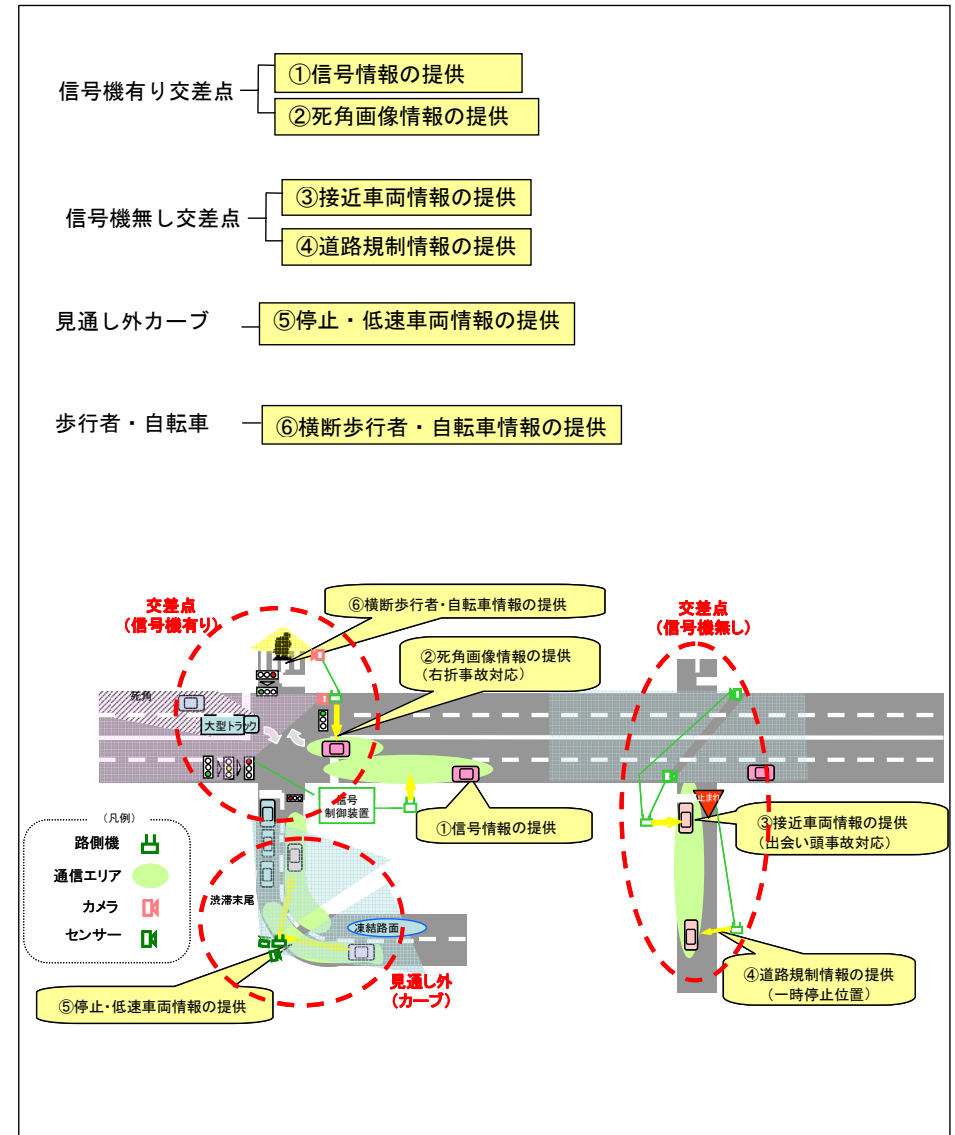 信号機有り交差点
①信号情報の提供
②死角画像情報の提供
信号機無し交差点
③接近車両情報の提供
④道路規制情報の提供
見通し外カーブ
⑤停止・低速車両情報の提供
歩行者・自転車
⑥横断歩行者・自転車情報の提供
交差点
(信号機有り)
⑥横断歩行者・自転車情報の提供
②死角画像情報の提供
(右折事故対応)
交差点
(信号機無し)
死角
大型トラック
信号
制御装置
①信号情報の提供
止まれ
③接近車両情報の提供
(出会い頭事故対応)
(凡例)
路側機
通信エリア
カメラ
センサー
渋滞末尾
凍結路面
見通し外
(カーブ)
⑤停止・低速車両情報の提供
④道路規制情報の提供
(一時停止位置)